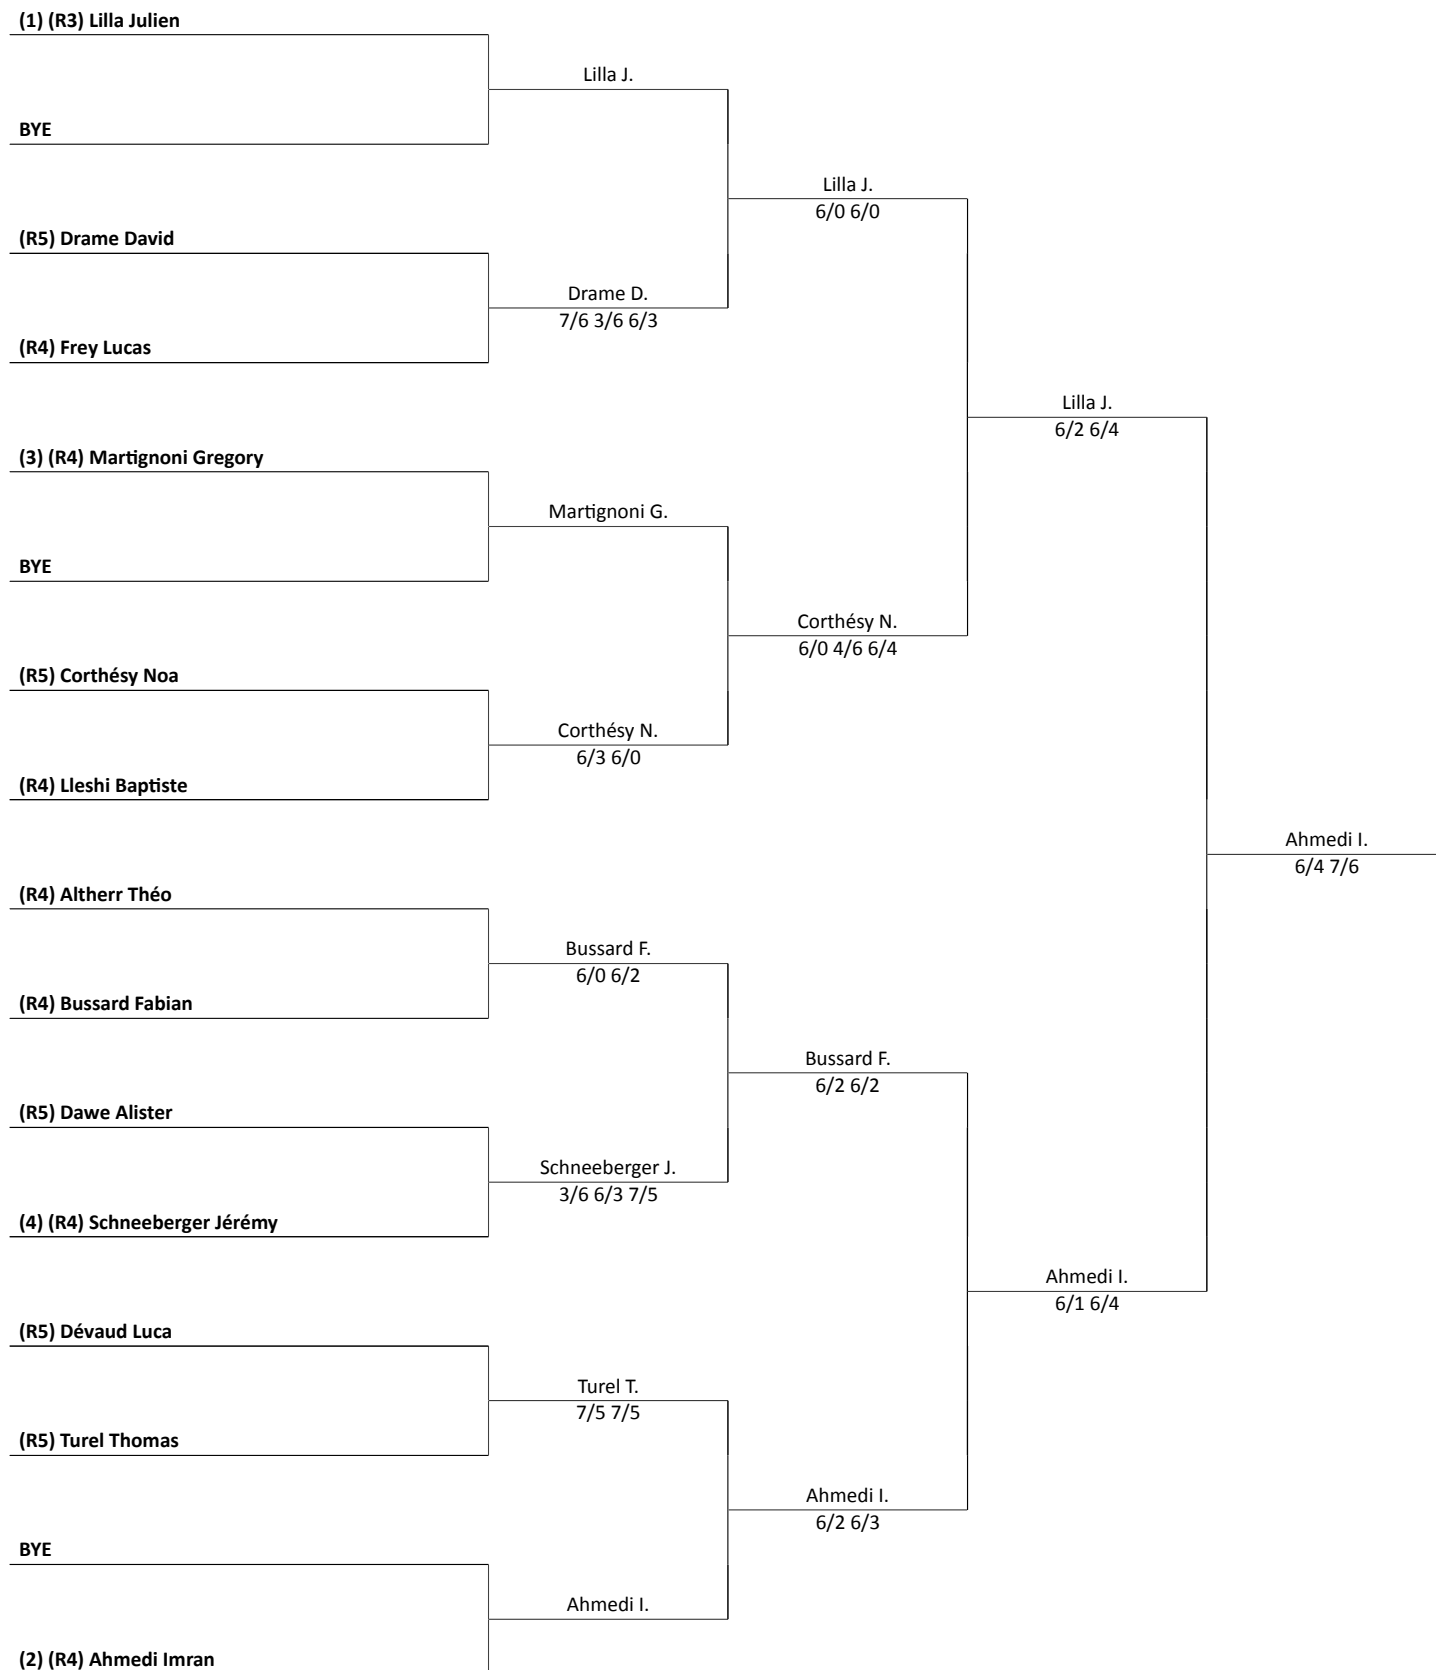 (1) (R3) Lilla Julien
Lilla J.
BYE
Lilla J.
6/0 6/0
(R5) Drame David
Drame D.
7/6 3/6 6/3
(R4) Frey Lucas
Lilla J.
6/2 6/4
(3) (R4) Martignoni Gregory
Martignoni G.
BYE
Corthésy N.
6/0 4/6 6/4
(R5) Corthésy Noa
Corthésy N.
6/3 6/0
(R4) Lleshi Baptiste
Ahmedi I.
6/4 7/6
(R4) Altherr Théo
Bussard F.
6/0 6/2
(R4) Bussard Fabian
Bussard F.
6/2 6/2
(R5) Dawe Alister
Schneeberger J.
3/6 6/3 7/5
(4) (R4) Schneeberger Jérémy
Ahmedi I.
6/1 6/4
(R5) Dévaud Luca
Turel T.
7/5 7/5
(R5) Turel Thomas
Ahmedi I.
6/2 6/3
BYE
Ahmedi I.
(2) (R4) Ahmedi Imran